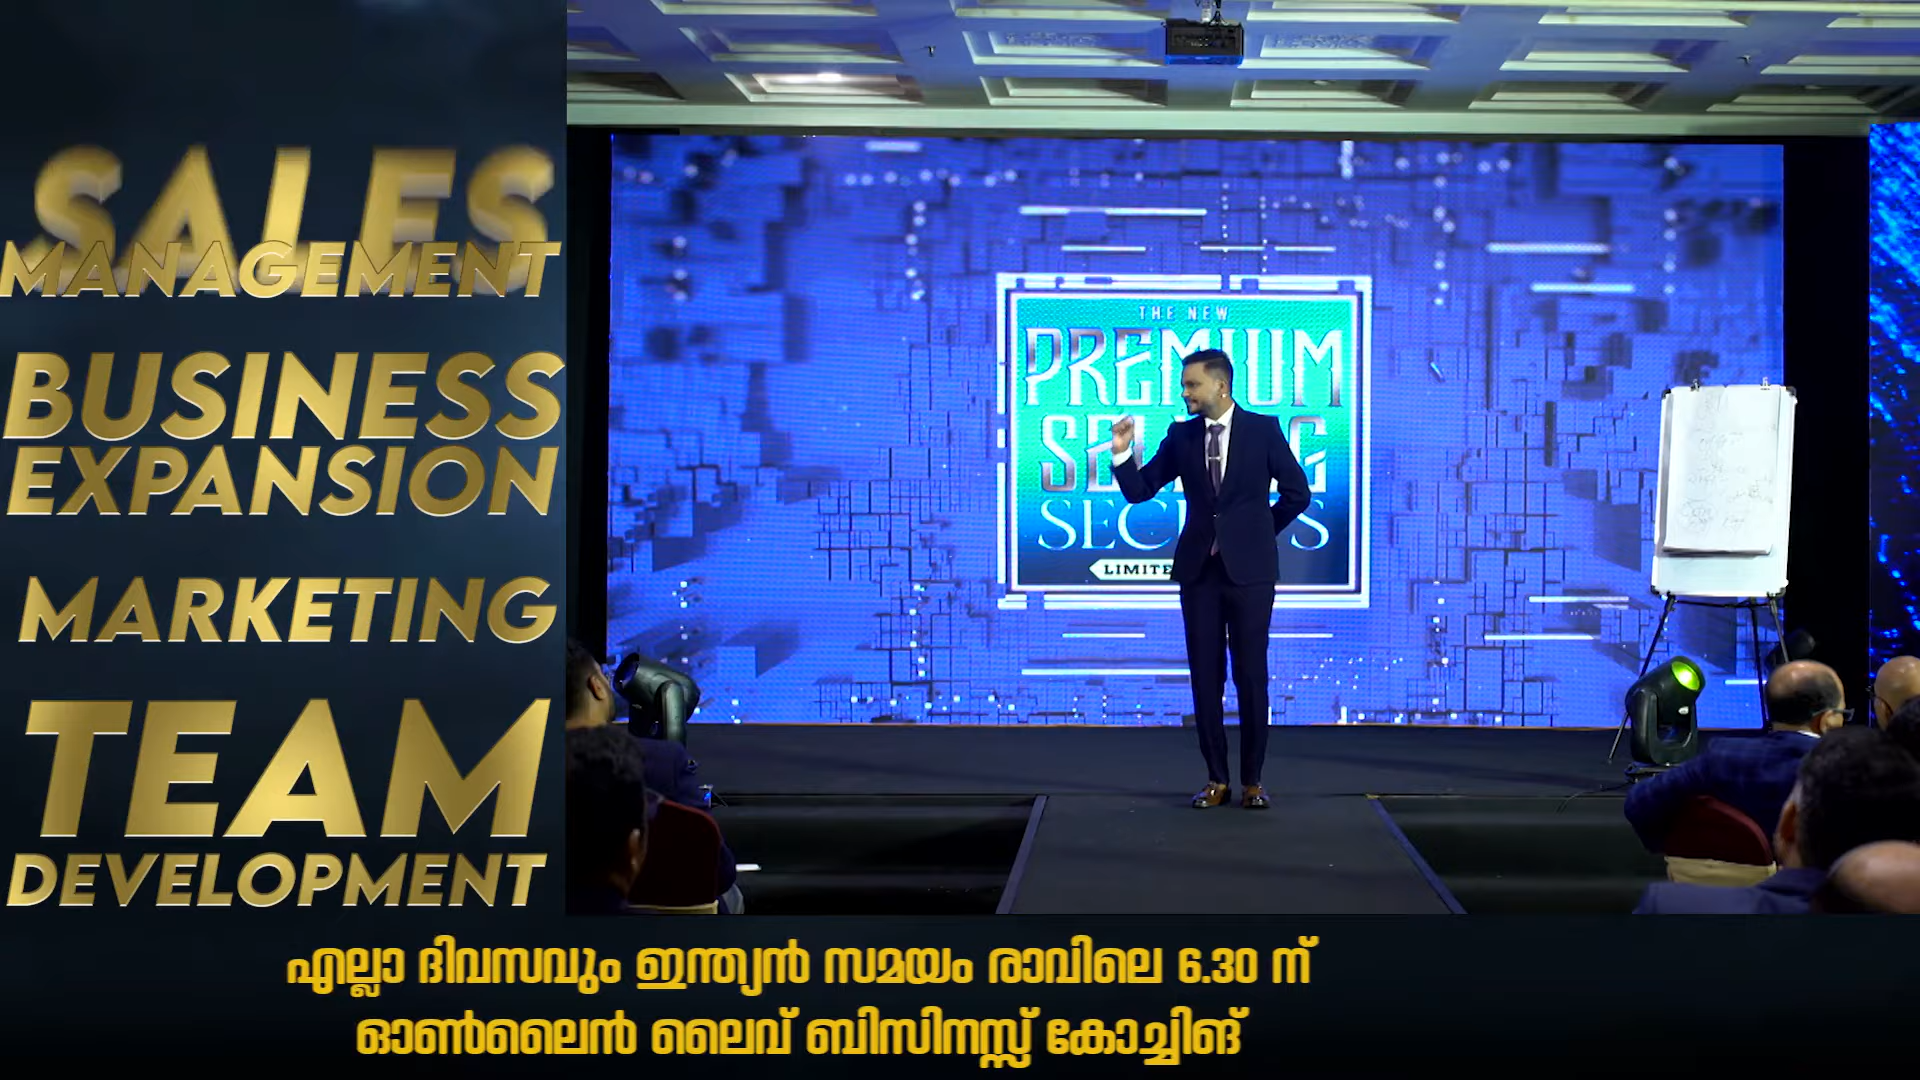 SALES
MANAGEMENT
BUSINESS
EXPANSION
MARKETING
TEAM
DEVELOPMENT
THE NEW
PREMIUM
എല്ലാ ദിവസവും ഇന്ത്യൻ സമയം രാവിലെ 6.30 ന്
ഓൺലൈൻ ലൈവ് ബിസിനസ്സ് കോച്ചിങ്